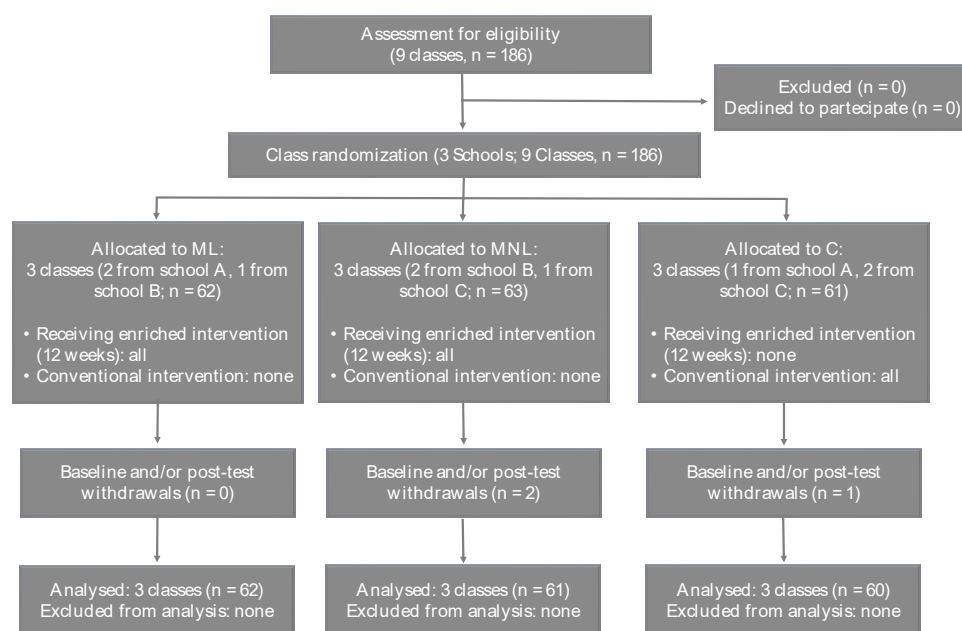 Assessment for eligibility
(9 classes, n = 186)
Excluded (n = 0)
Declined to partecipate (n = 0)
Class randomization (3 Schools; 9 Classes, n = 186)
Allocated to ML:
3 classes (2 from school A, 1 from
school B; n = 62)
• Receiving enriched intervention
(12 weeks): all
• Conventional intervention: none
Allocated to MNL:
3 classes (2 from school B, 1 from
school C; n = 63)
• Receiving enriched intervention
(12 weeks): all
• Conventional intervention: none
Allocated to C:
3 classes (1 from school A, 2 from
school C; n = 61)
• Receiving enriched intervention
(12 weeks): none
• Conventional intervention: all
Baseline and/or post-test
withdrawals (n = 0)
Baseline and/or post-test
withdrawals (n = 2)
Baseline and/or post-test
withdrawals (n = 1)
Analysed: 3 classes (n = 62)
Excluded from analysis: none
Analysed: 3 classes (n = 61)
Excluded from analysis: none
Analysed: 3 classes (n = 60)
Excluded from analysis: none